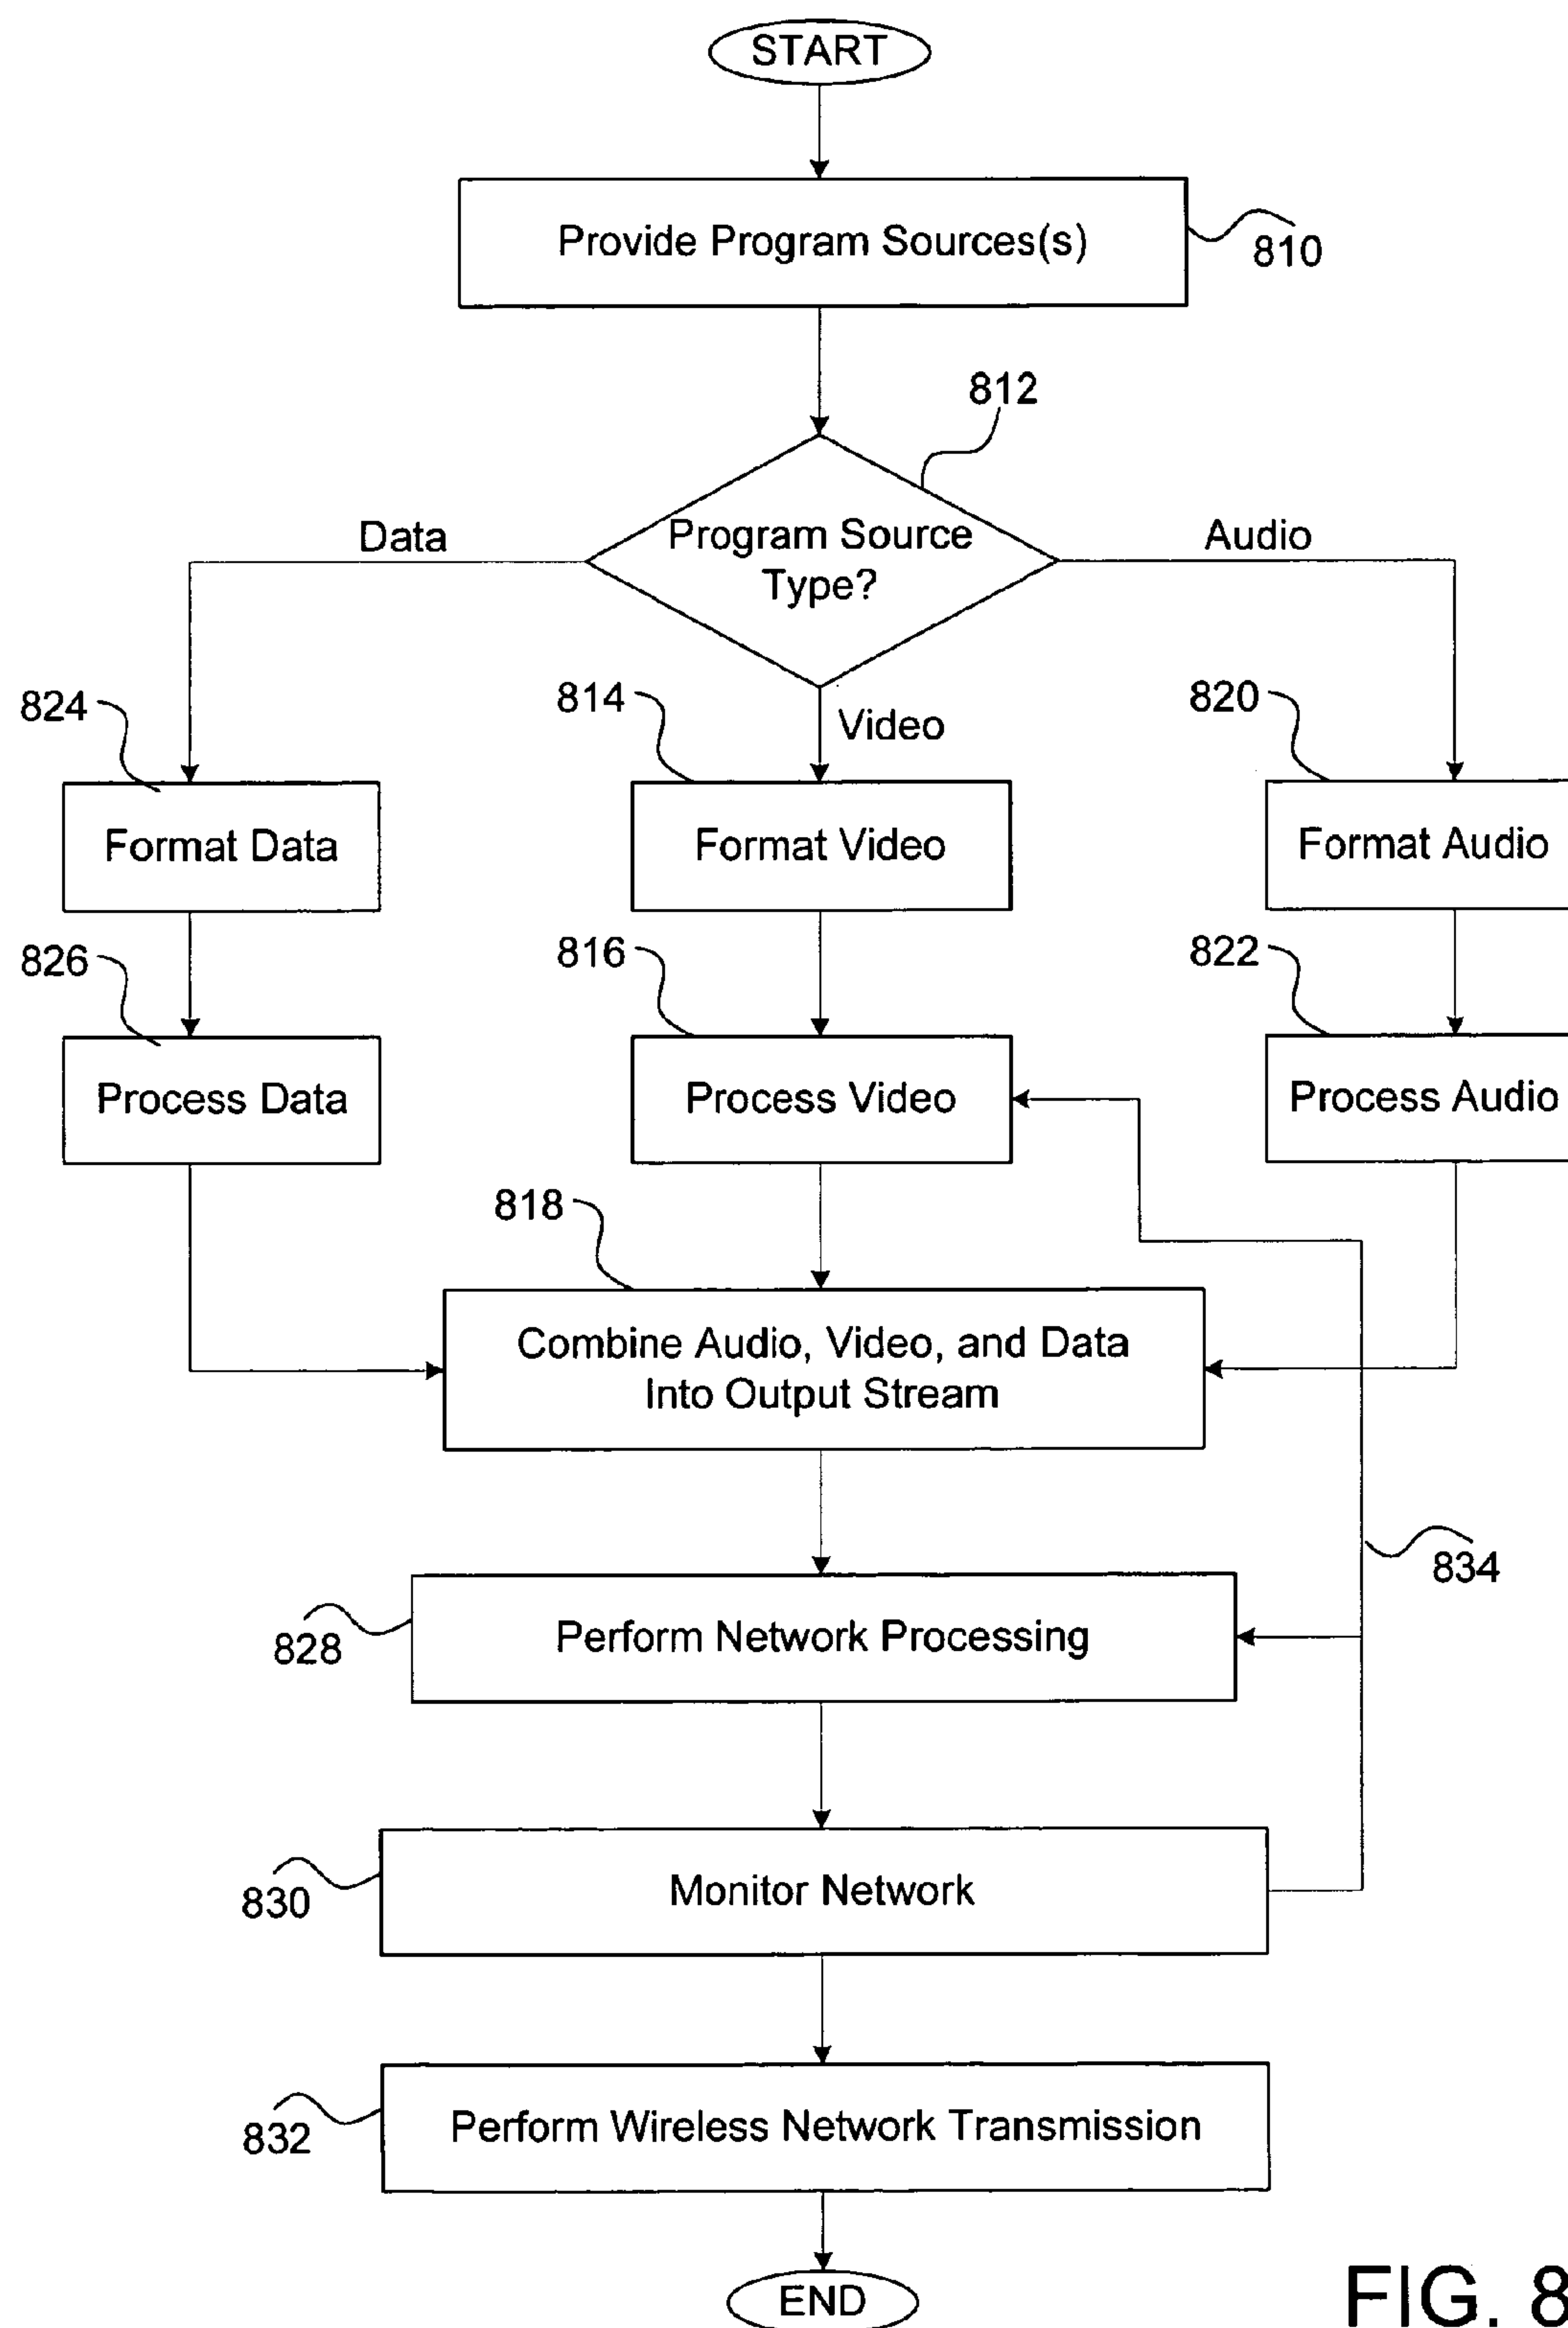 START
Provide Program Sources(s)
810
812
Data
Program Source
Type?
Audio
824
814
Video
820
Format Data
Format Video
Format Audio
826
816
822
Process Data
Process Video
Process Audio
818
Combine Audio, Video, and Data
Into Output Stream
834
Perform Network Processing
828
Monitor Network
830
Perform Wireless Network Transmission
832
END
FIG. 8